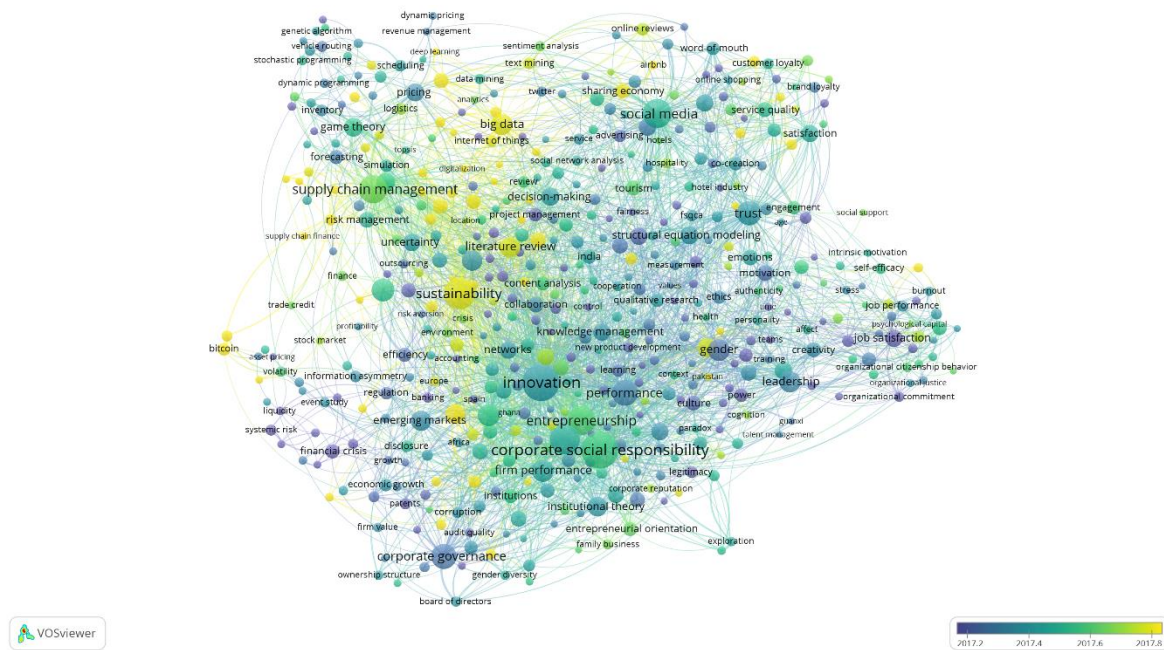 dynamic pricing
genetic algorithm
revenue management
online reviews
vehicle routing
sentiment analysis
word-of-mouth
deep learning
stochastic programming
scheduling
text mining
airbnb
customer loyalty
dynamic programming
data mining
online shopping
pricing
twitter
sharing economy
brand loyalty
analytics
inventory
logistics
social media
service quality
game theory
big data
internet of things
service
advertising
satisfaction
hotels
topsis
forecasting
simulation
social network analysis
hospitality
co-creation
digitalization
review
supply chain management
decision-making
tourism
hotel industry
location
project management
fairness
fsqca
trust
engagement
social support
risk management
age
supply chain finance
uncertainty
literature review
structural equation modeling
india
emotions
intrinsic motivation
outsourcing
measurement
self-efficacy
finance
content analysis
cooperation
motivation
sustainability
values
authenticity
stress
burnout
trade credit
collaboration
control
qualitative research
ethics
job performance
risk aversion
crisis
health
personality
profitability
environment
knowledge management
teams
affect
psychological capital
stock market
job satisfaction
bitcoin
asset pricing
efficiency
accounting
networks
new product development
gender
training
creativity
volatility
information asymmetry
europe
learning
context
pakistan
organizational citizenship behavior
innovation
leadership
regulation
banking
spain
performance
power
organizational justice
event study
organizational commitment
liquidity
ghana
culture
cognition
emerging markets
entrepreneurship
paradox
guanxi
systemic risk
talent management
financial crisis
disclosure
africa
corporate social responsibility
growth
firm performance
legitimacy
economic growth
corporate reputation
patents
institutions
institutional theory
firm value
corruption
audit quality
entrepreneurial orientation
exploration
family business
corporate governance
ownership structure
gender diversity
board of directors
VOSviewer
2017.2 2017.4 2017.6 2017.8